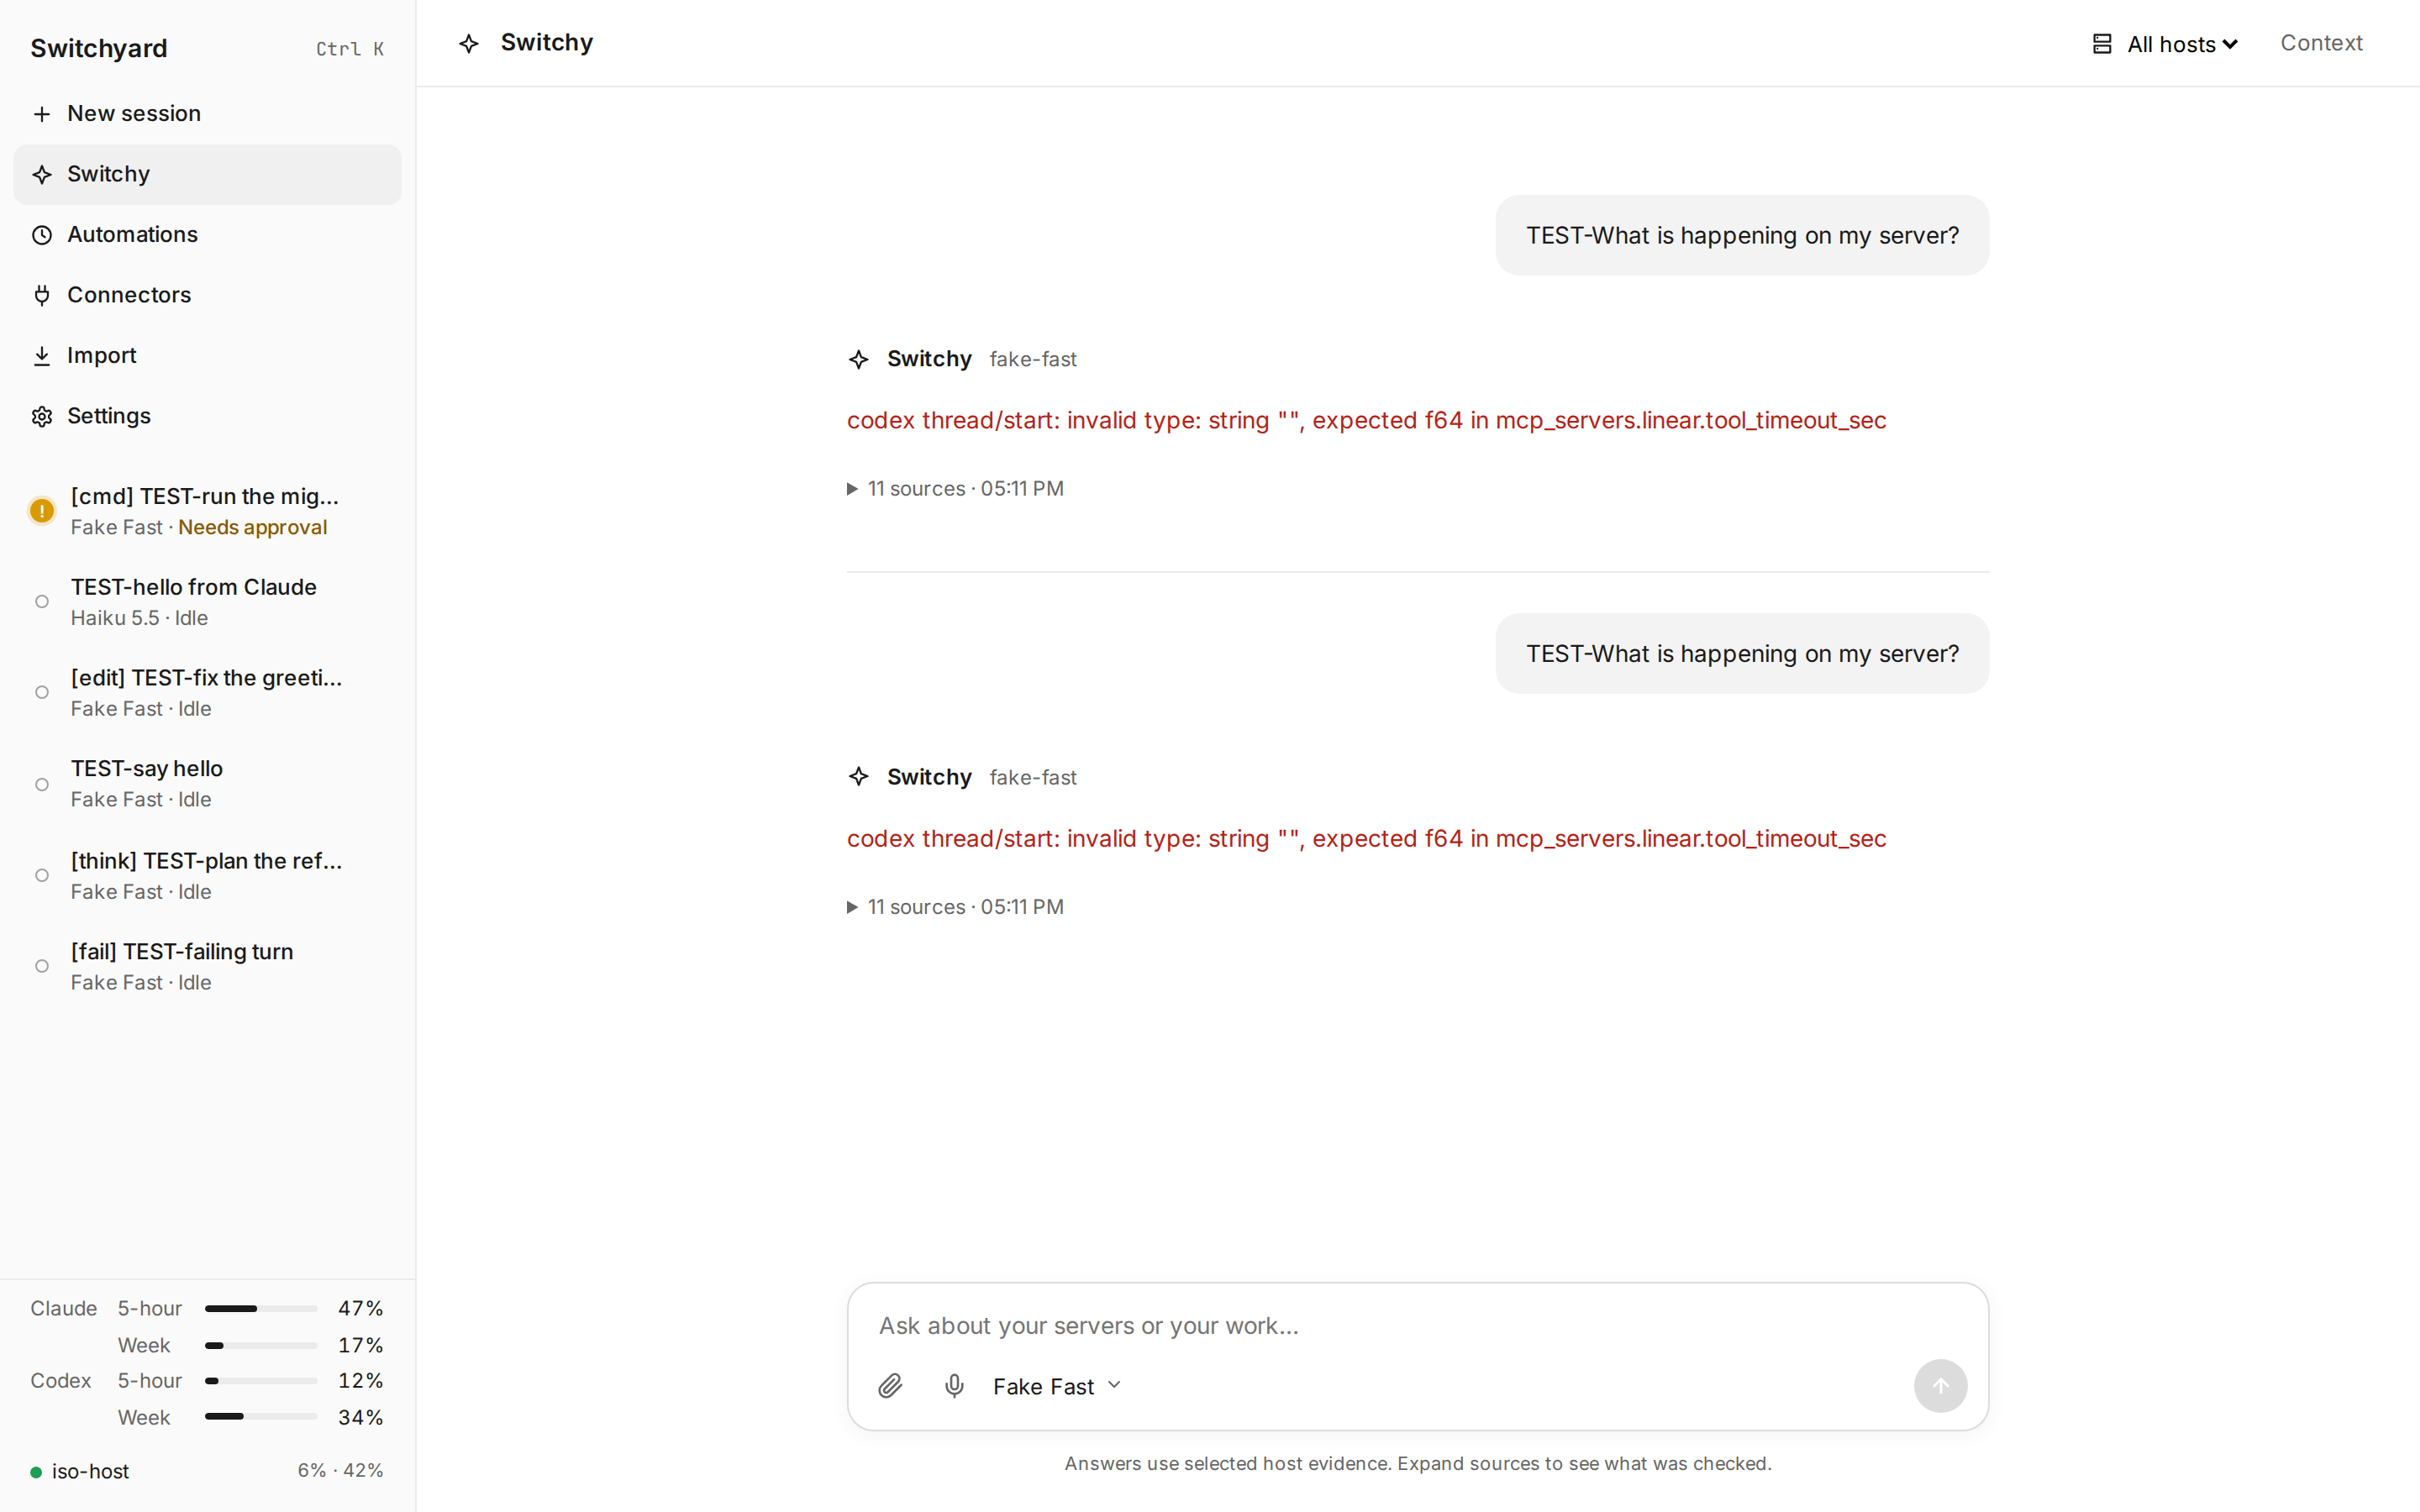 Switchyard
Ctrl K
New session
Switchy
Automations
Connectors
Import
Settings
[cmd] TEST-run the mig...
Fake Fast · Needs approval
TEST-hello from Claude
Haiku 5.5 · Idle
[edit] TEST-fix the greeti...
Fake Fast · Idle
TEST-say hello
Fake Fast · Idle
[think] TEST-plan the ref...
Fake Fast · Idle
[fail] TEST-failing turn
Fake Fast · Idle
Claude 5-hour 47%
Week 17%
Codex 5-hour 12%
Week 34%
iso-host 6% · 42%
Switchy
All hosts
Context
TEST-What is happening on my server?
Switchy fake-fast
codex thread/start: invalid type: string "", expected f64 in mcp_servers.linear.tool_timeout_sec
11 sources · 05:11 PM
TEST-What is happening on my server?
Switchy fake-fast
codex thread/start: invalid type: string "", expected f64 in mcp_servers.linear.tool_timeout_sec
11 sources · 05:11 PM
Ask about your servers or your work...
Fake Fast
Answers use selected host evidence. Expand sources to see what was checked.